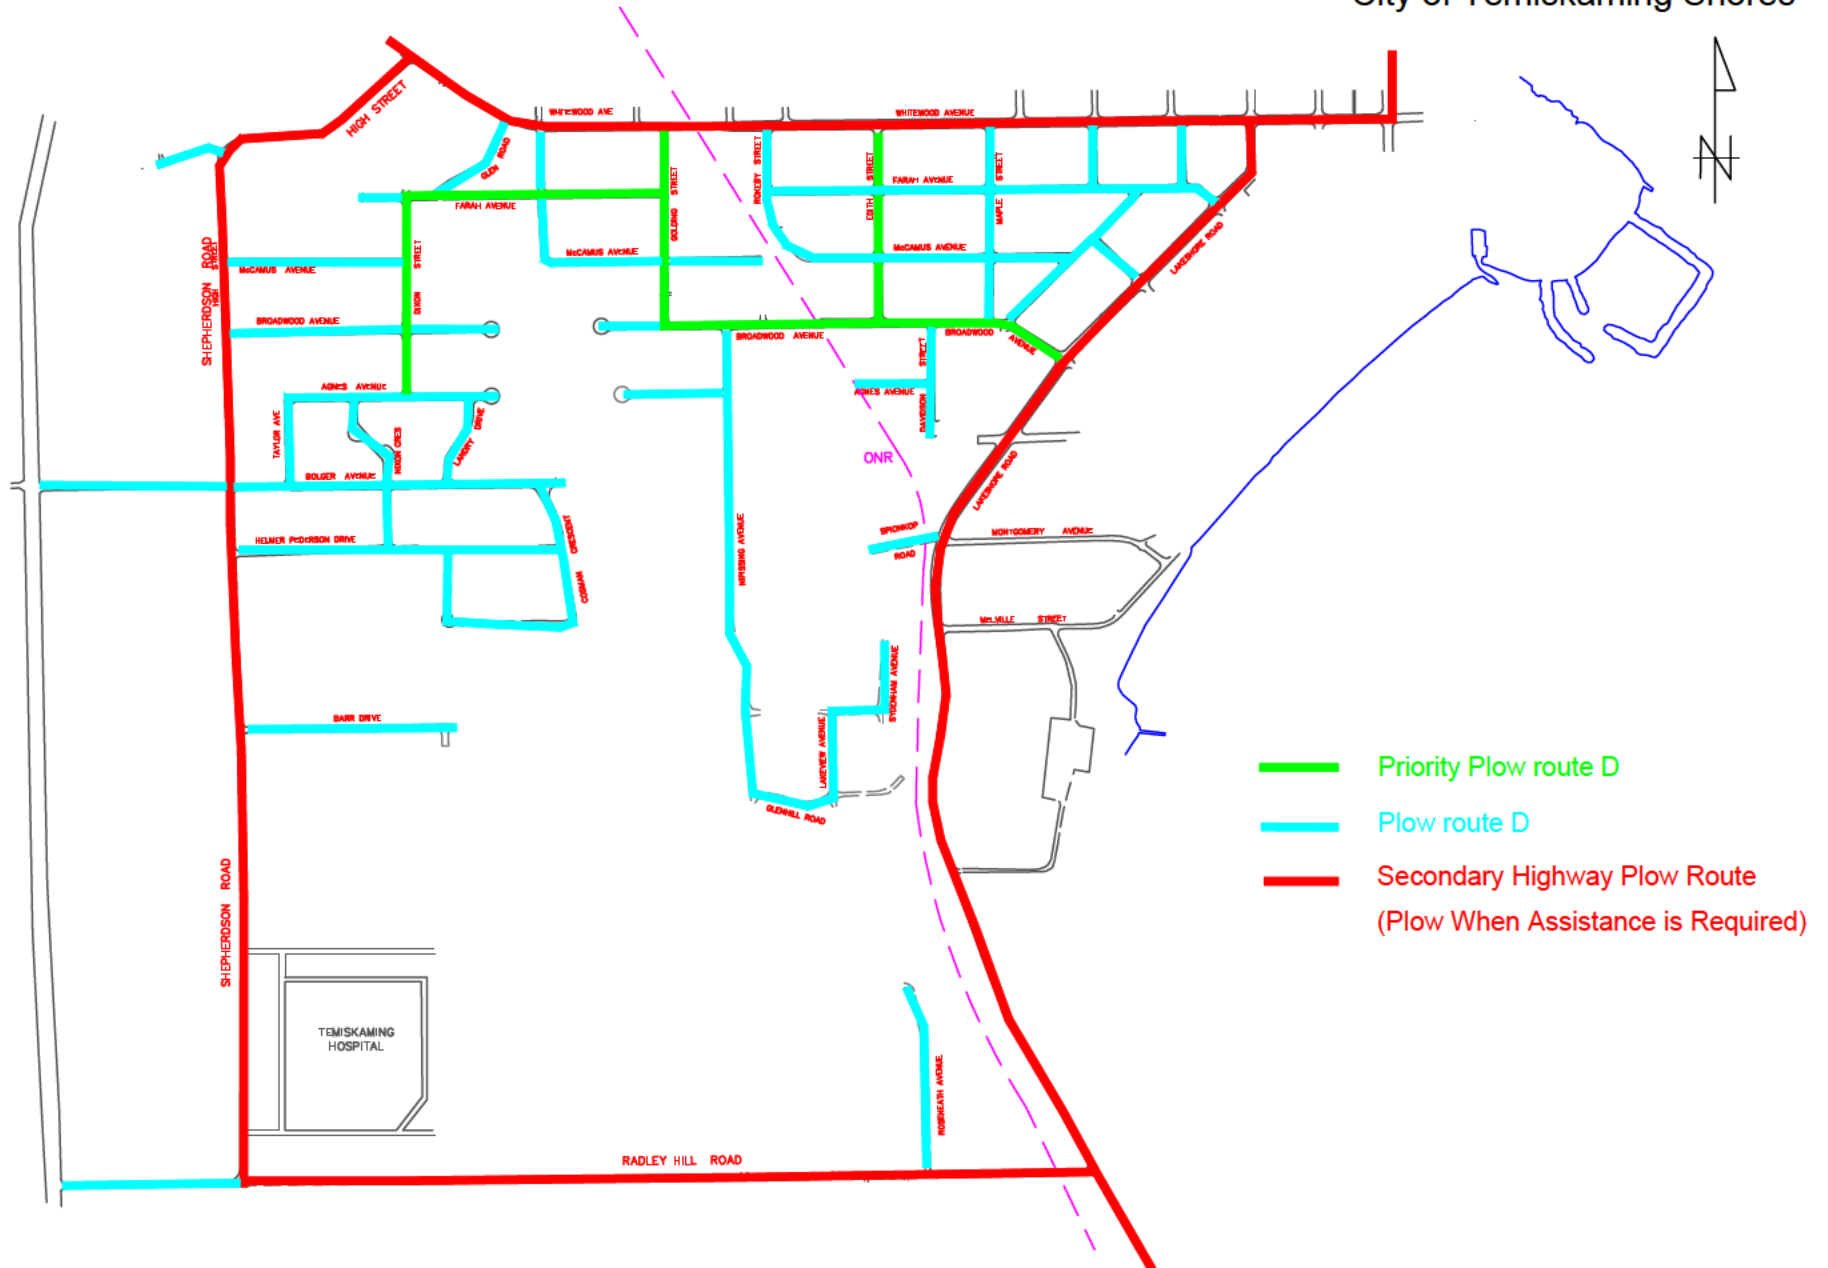 City of Temiskaming Shores
HIGH STREET
WHITEWOOD AVE
WHITEWOOD AVENUE
GLEN ROAD
FARAH AVENUE
GOLDING STREET
ROKEBY STREET
EDITH STREET
FARAH AVENUE
MAPLE STREET
LAKESHORE ROAD
SHEPHERDSON ROAD
HIGH STREET
McCAMUS AVENUE
DIXON STREET
McCAMUS AVENUE
McCAMUS AVENUE
BROADWOOD AVENUE
BROADWOOD AVENUE
BROADWOOD AVENUE
AGNES AVENUE
AGNES AVENUE
DAVIDSON STREET
TAYLOR AVE
NIXON CRES
LANDRY DRIVE
ONR
BOLGER AVENUE
LAKESHORE ROAD
HELMER PEDERSON DRIVE
COBMAN CRESCENT
NIPISSING AVENUE
SPIONKOP
ROAD
MONTGOMERY AVENUE
MELVILLE STREET
SYDENHAM AVENUE
BARR DRIVE
LAKEVIEW AVENUE
GLENHILL ROAD
Priority Plow route D
Plow route D
Secondary Highway Plow Route
(Plow When Assistance is Required)
SHEPHERDSON ROAD
TEMISKAMING
HOSPITAL
ROSENEATH AVENUE
RADLEY HILL ROAD
N